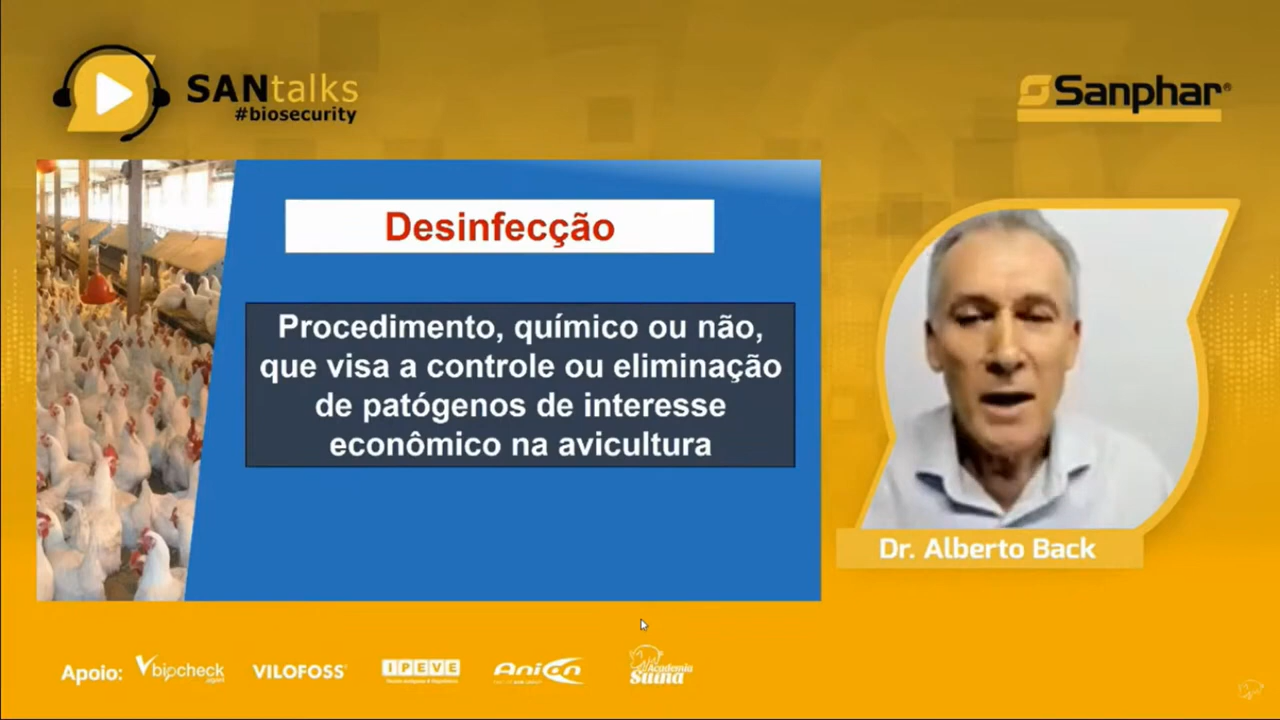 SANtalks
#biosecurity
Sanphar®
Desinfecção
Procedimento, químico ou não,
que visa a controle ou eliminação
de patógenos de interesse
econômico na avicultura
Dr. Alberto Back
Apoio:
biocheck
VILOFOSS
IPEVE
Anicon
Academia
Suína